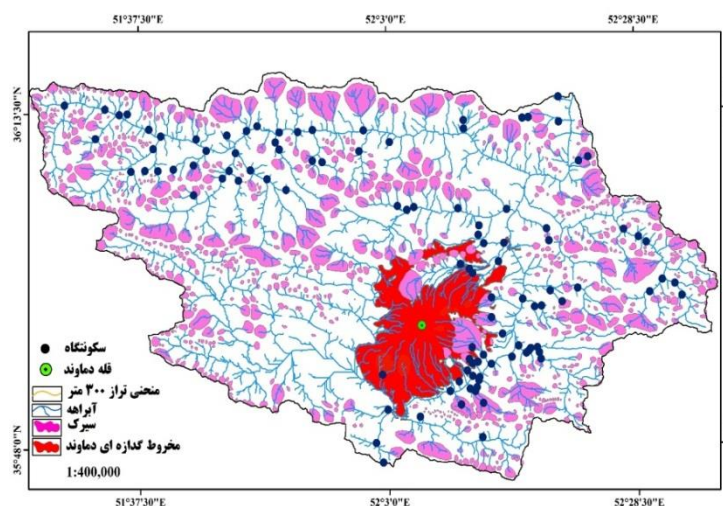 51°37'30"E
52°3'0"E
52°28'30"E
36°13'30"N
35°48'0"N
سکونتگاه
قله دماوند
منحنی تراز ۳۰۰ متر
آبراهه
سیرک
مخروط گدازه ای دماوند
1:400,000
51°37'30"E
52°3'0"E
52°28'30"E